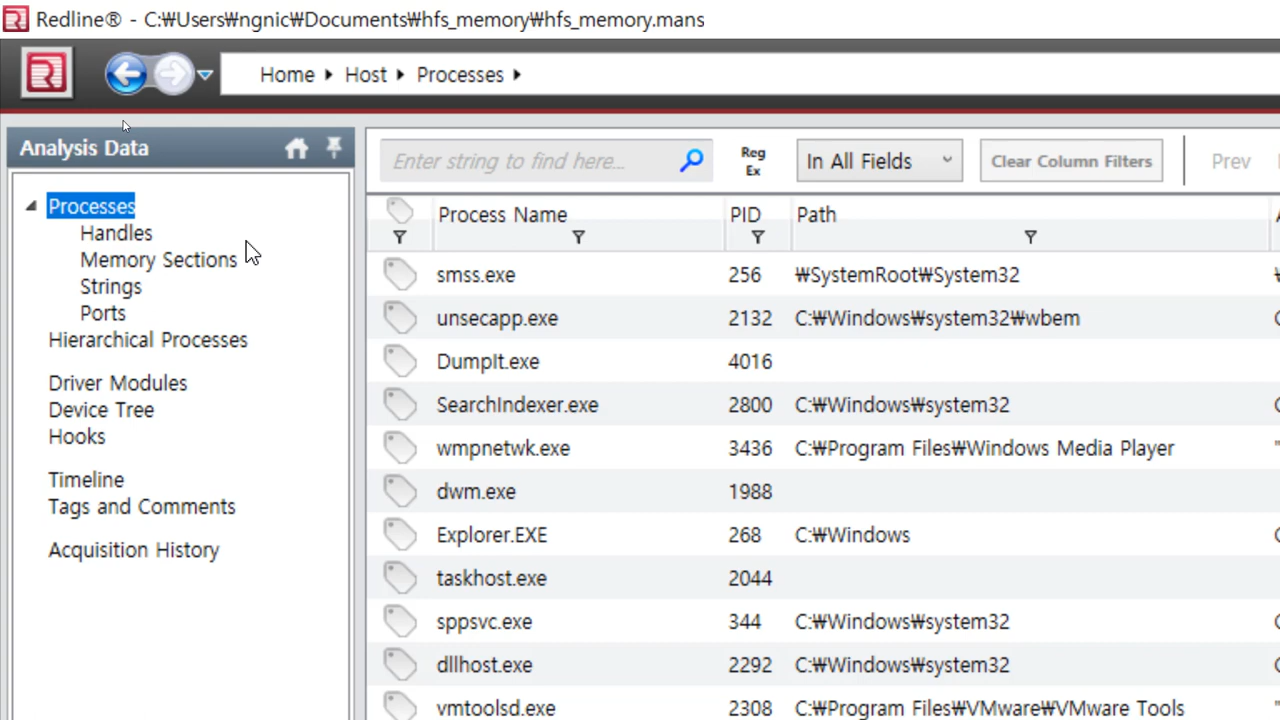 Redline® - C:₩Users₩ngnic₩Documents₩hfs_memory₩hfs_memory.mans
Home Host Processes
Analysis Data
Processes
Handles
Memory Sections
Strings
Ports
Hierarchical Processes
Driver Modules
Device Tree
Hooks
Timeline
Tags and Comments
Acquisition History
Enter string to find here... Reg Ex In All Fields Clear Column Filters Prev
Process Name PID Path
smss.exe 256 ₩SystemRoot₩System32
unsecapp.exe 2132 C:₩Windows₩system32₩wbem
DumpIt.exe 4016
SearchIndexer.exe 2800 C:₩Windows₩system32
wmpnetwk.exe 3436 C:₩Program Files₩Windows Media Player
dwm.exe 1988
Explorer.EXE 268 C:₩Windows
taskhost.exe 2044
sppsvc.exe 344 C:₩Windows₩system32
dllhost.exe 2292 C:₩Windows₩system32
vmtoolsd.exe 2308 C:₩Program Files₩VMware₩VMware Tools